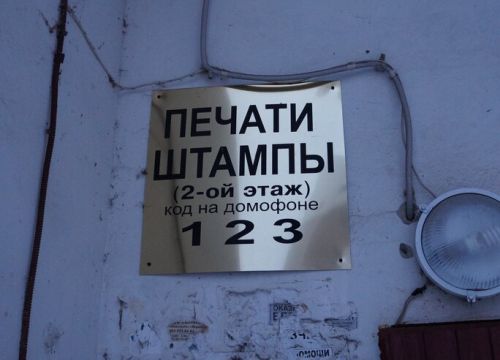 ПЕЧАТИ
ШТАМПЫ
(2-ой этаж)
код на домофоне
1 2 3